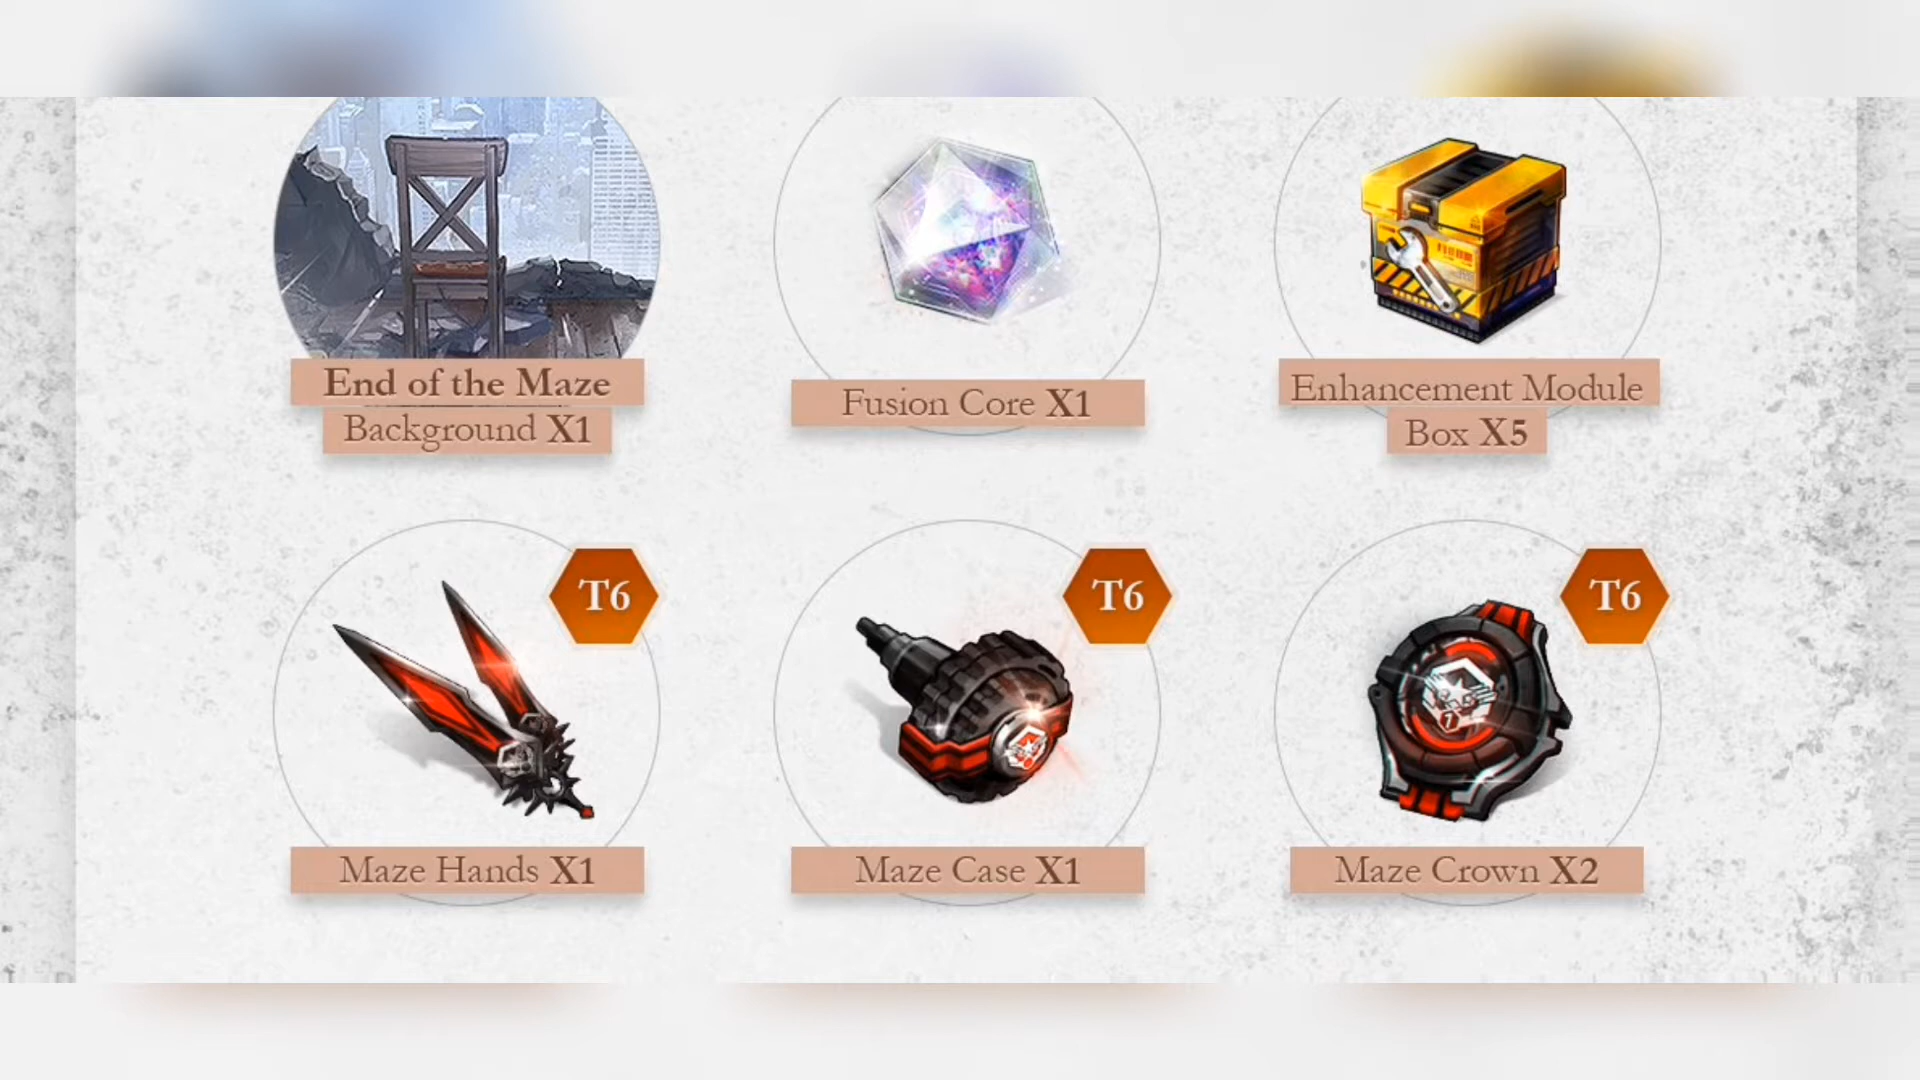 End of the Maze
Background X1
Fusion Core X1
Enhancement Module
Box X5
T6
T6
T6
Maze Hands X1
Maze Case X1
Maze Crown X2